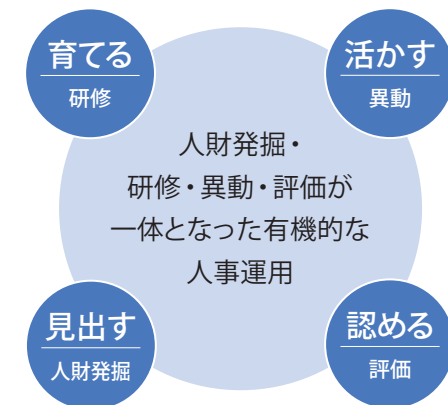 育てる
研修
活かす
異動
人財発掘・
研修・異動・評価が
一体となった有機的な
人事運用
見出す
人財発掘
認める
評価